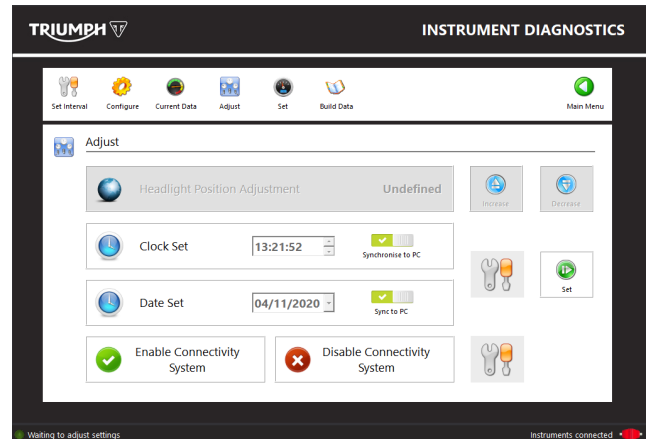 TRIUMPH
INSTRUMENT DIAGNOSTICS
Set Interval
Configure
Current Data
Adjust
Set
Build Data
Main Menu
Adjust
Headlight Position Adjustment
Undefined
Increase
Decrease
Clock Set
13:21:52
Synchronise to PC
Set
Date Set
04/11/2020
Sync to PC
Enable Connectivity
System
Disable Connectivity
System
Waiting to adjust settings
Instruments connected